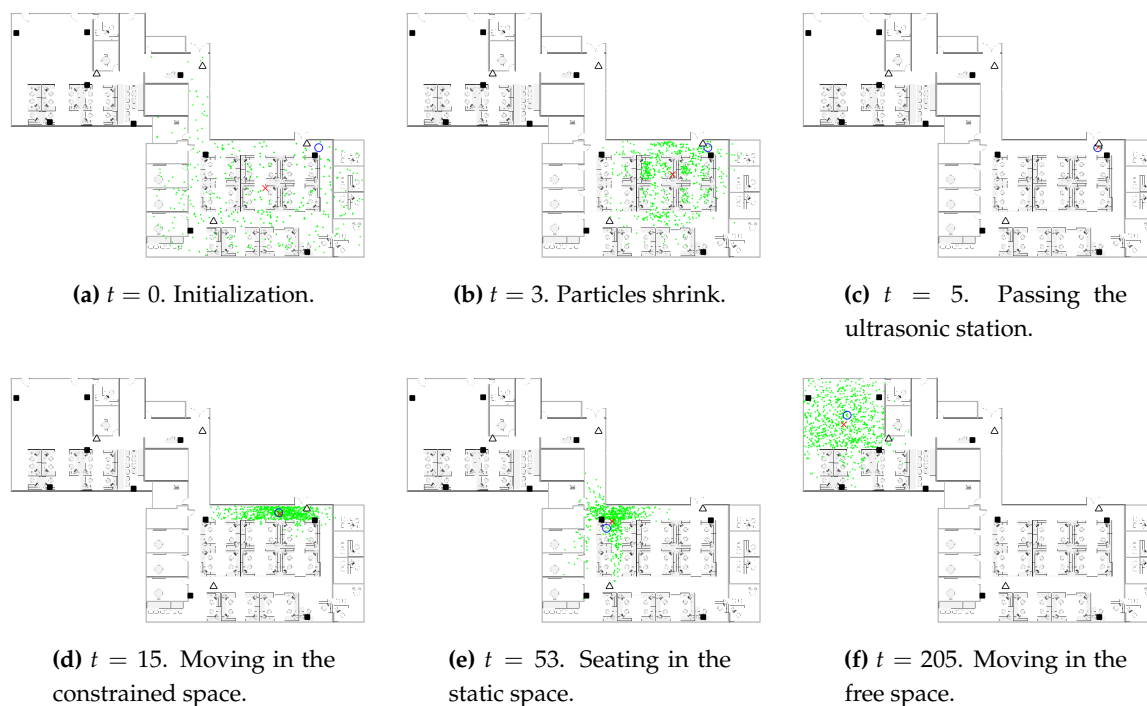 (a) t = 0. Initialization.
(b) t = 3. Particles shrink.
(c) t = 5. Passing the
ultrasonic station.
(d) t = 15. Moving in the
constrained space.
(e) t = 53. Seating in the
static space.
(f) t = 205. Moving in the
free space.